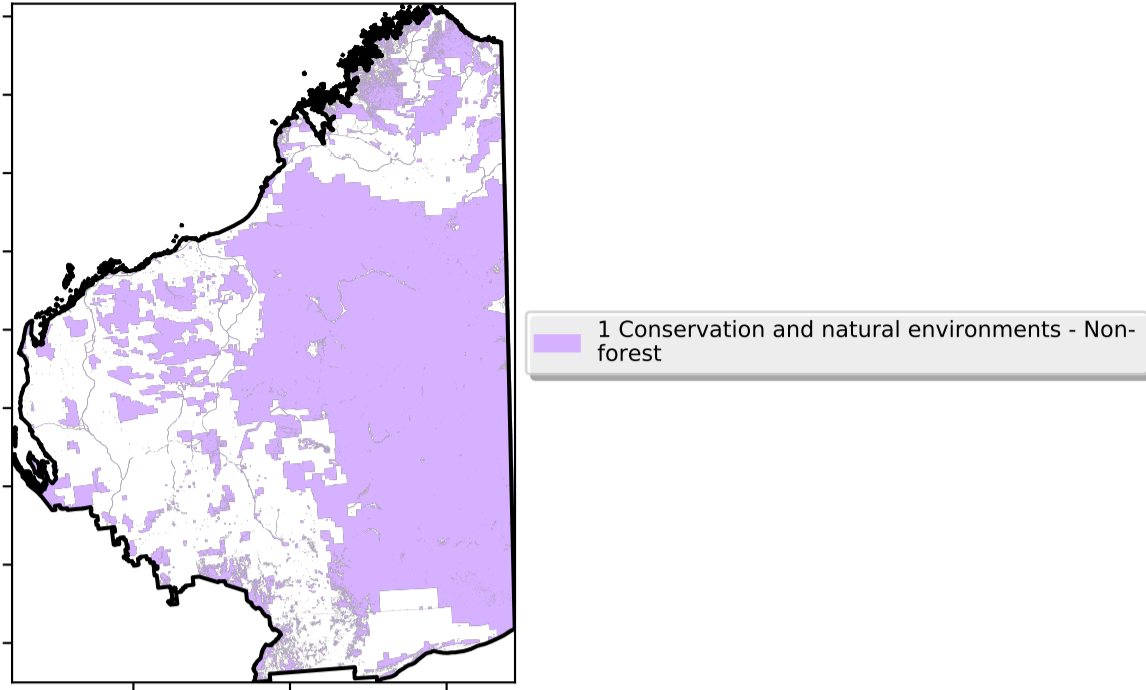 1 Conservation and natural environments - Non-
forest